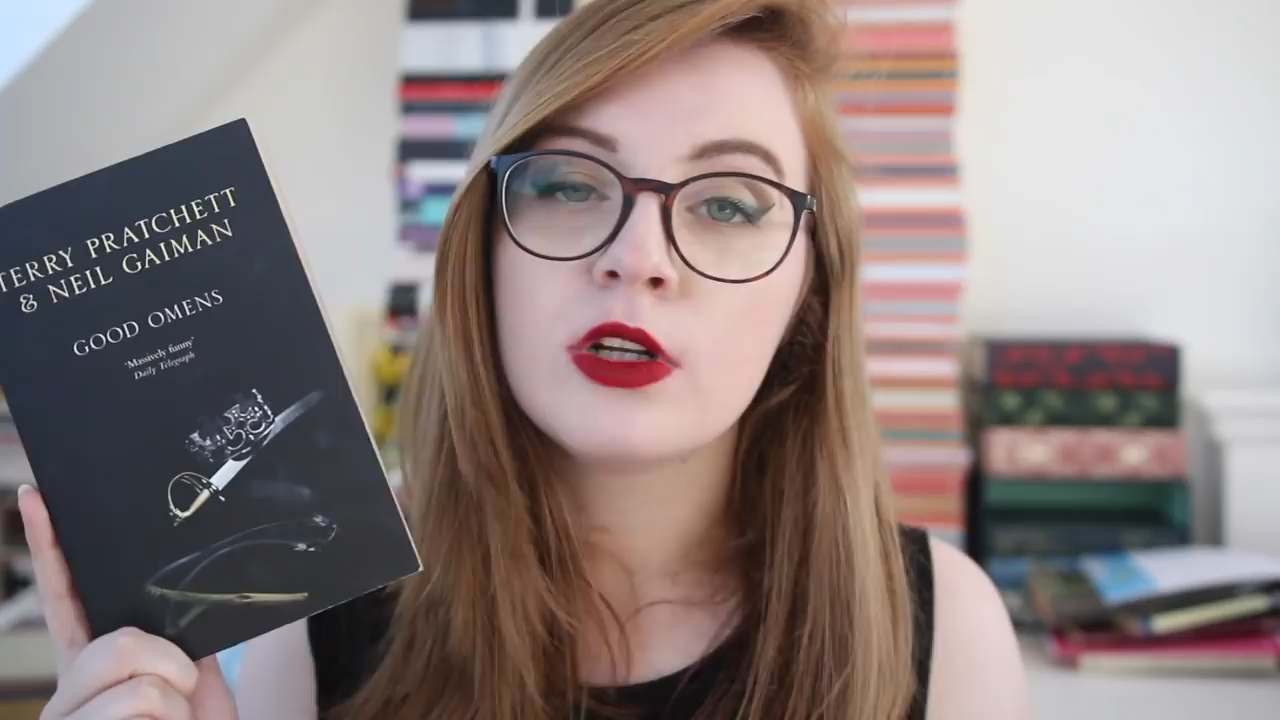 TERRY PRATCHETT
& NEIL GAIMAN
GOOD OMENS
'Massively funny'
Daily Telegraph